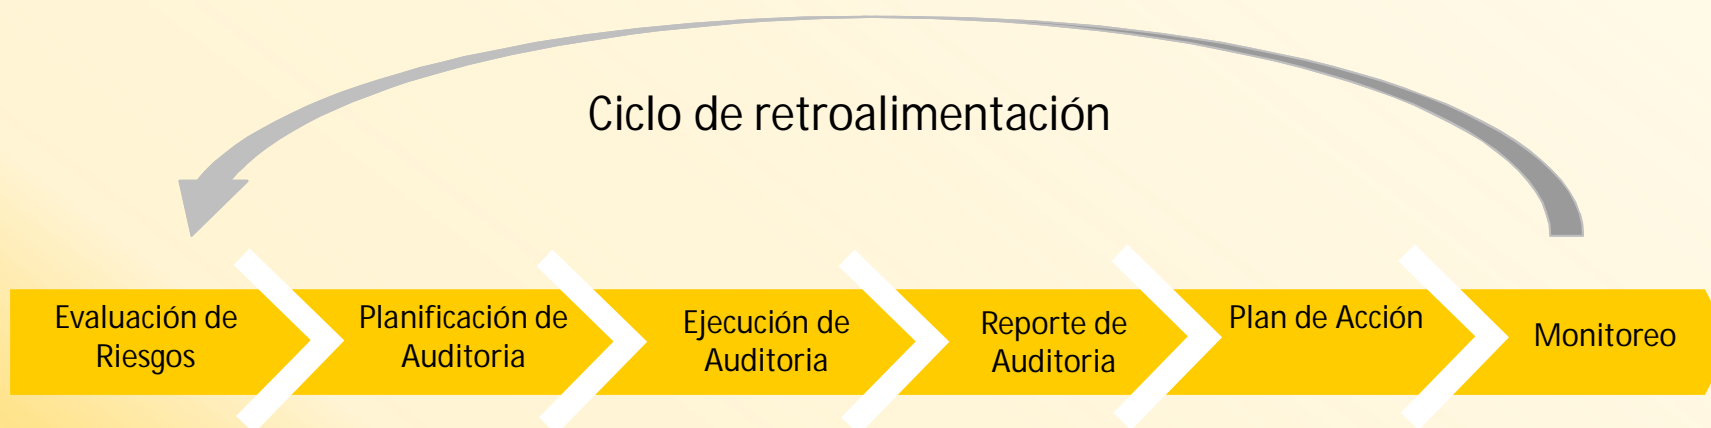 Ciclo de retroalimentación
Evaluación de
Riesgos
Planificación de
Auditoria
Ejecución de
Auditoria
Reporte de
Auditoria
Plan de Acción
Monitoreo